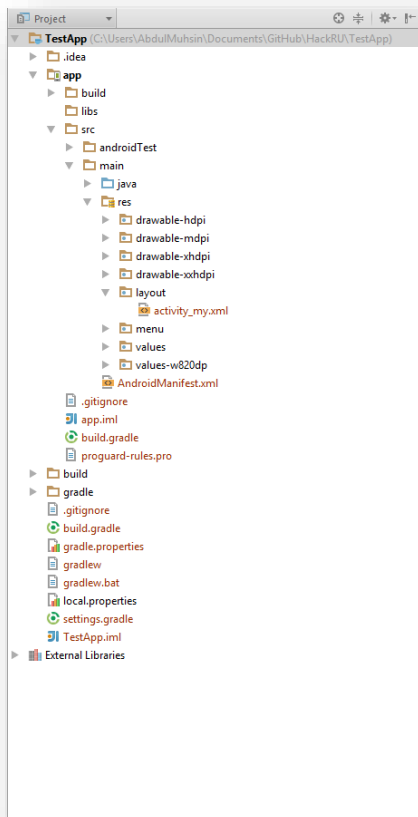 Project
TestApp (C:\Users\AbdulMuhsin\Documents\GitHub\HackRU\TestApp)
.idea
app
build
libs
src
androidTest
main
java
res
drawable-hdpi
drawable-mdpi
drawable-xhdpi
drawable-xxhdpi
layout
activity_my.xml
menu
values
values-w820dp
AndroidManifest.xml
.gitignore
app.iml
build.gradle
proguard-rules.pro
build
gradle
.gitignore
build.gradle
gradle.properties
gradlew
gradlew.bat
local.properties
settings.gradle
TestApp.iml
External Libraries